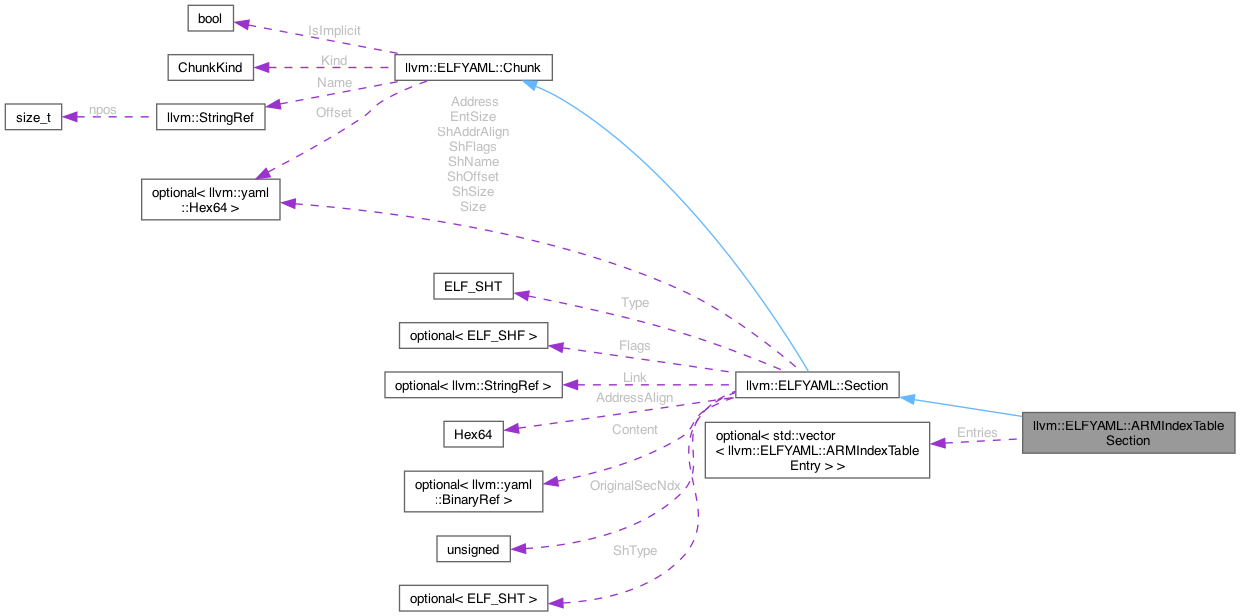 bool
IsImplicit
ChunkKind
Kind
llvm::ELFYAML::Chunk
Name
size_t
npos
llvm::StringRef
Offset
Address
EntSize
ShAddrAlign
ShFlags
ShName
ShOffset
ShSize
Size
optional< llvm::yaml
::Hex64 >
ELF_SHT
Type
optional< ELF_SHF >
Flags
optional< llvm::StringRef >
Link
llvm::ELFYAML::Section
AddressAlign
Hex64
Content
optional< std::vector
< llvm::ELFYAML::ARMIndexTable
Entry > >
Entries
llvm::ELFYAML::ARMIndexTable
Section
optional< llvm::yaml
::BinaryRef >
OriginalSecNdx
unsigned
ShType
optional< ELF_SHT >